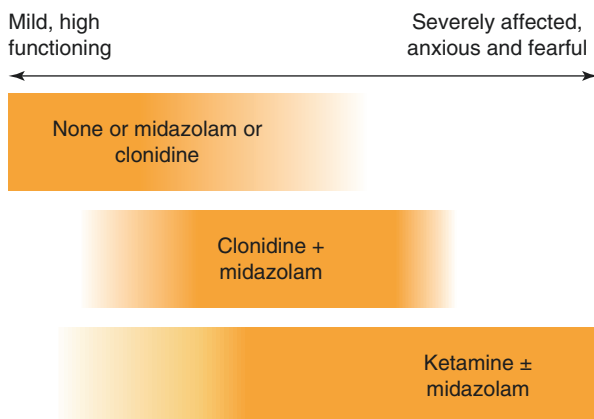 Mild, high
functioning
Severely affected,
anxious and fearful
None or midazolam or
clonidine
Clonidine +
midazolam
Ketamine ±
midazolam